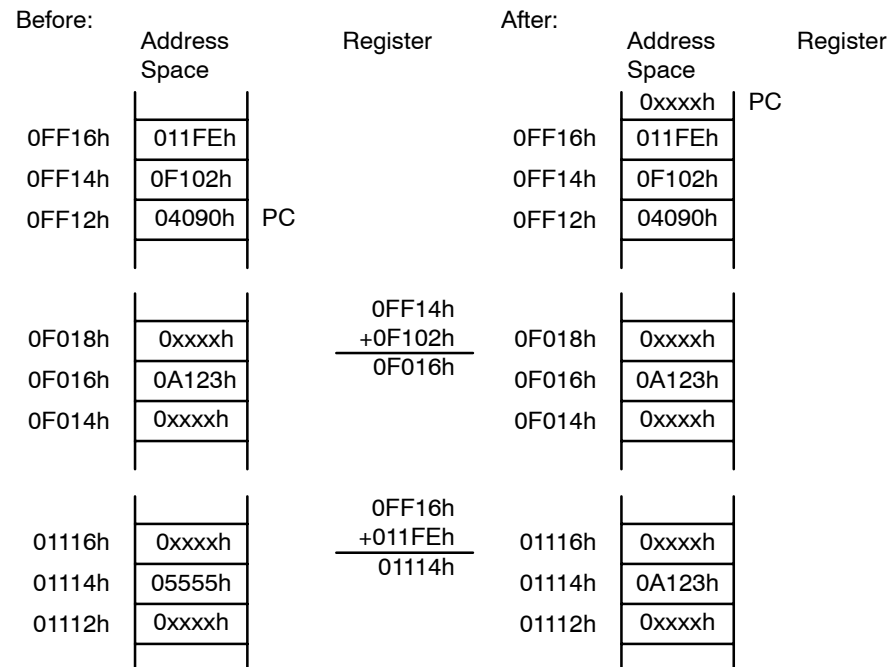 Before:
Address Space
Register
0FF16h 011FEh
0FF14h 0F102h
0FF12h 04090h PC
0F018h 0xxxxh
0F016h 0A123h
0F014h 0xxxxh
0FF14h
+0F102h
0F016h
01116h 0xxxxh
01114h 05555h
01112h 0xxxxh
0FF16h
+011FEh
01114h
After:
Address Space
Register
0xxxxh PC
0FF16h 011FEh
0FF14h 0F102h
0FF12h 04090h
0F018h 0xxxxh
0F016h 0A123h
0F014h 0xxxxh
01116h 0xxxxh
01114h 0A123h
01112h 0xxxxh